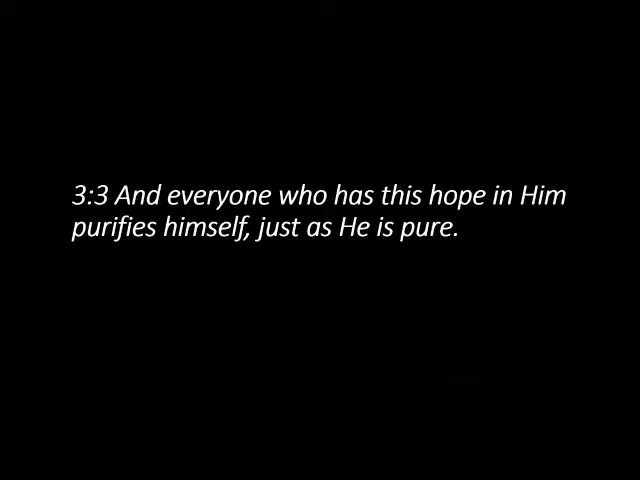 3:3 And everyone who has this hope in Him
purifies himself, just as He is pure.